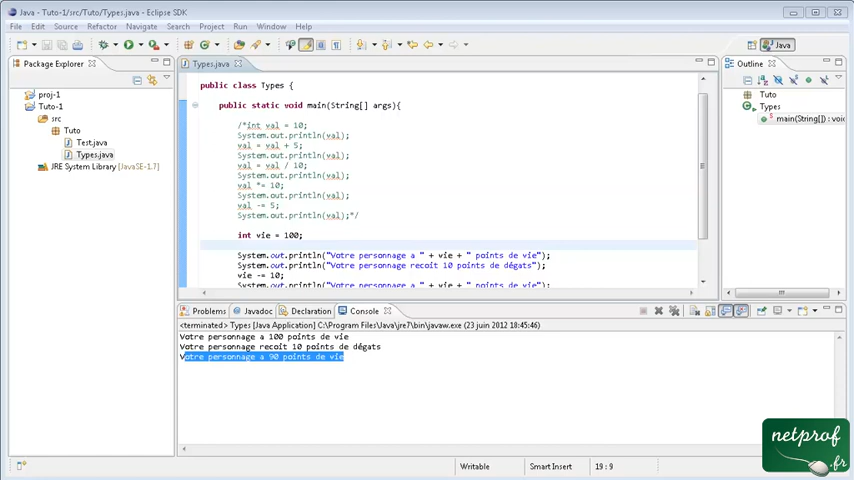 Java - Tuto-1/src/Tuto/Types.java - Eclipse SDK
File Edit Source Refactor Navigate Search Project Run Window Help
Java
Package Explorer
proj-1
Tuto-1
src
Tuto
Test.java
Types.java
JRE System Library [JavaSE-1.7]
Types.java
public class Types {
public static void main(String[] args){
/*int val = 10;
System.out.println(val);
val = val + 5;
System.out.println(val);
val = val / 10;
System.out.println(val);
val *= 10;
System.out.println(val);
val -= 5;
System.out.println(val);*/
int vie = 100;
System.out.println("Votre personnage a " + vie + " points de vie");
System.out.println("Votre personnage recoit 10 points de dégats");
vie -= 10;
System.out.println("Votre personnage a " + vie + " points de vie");
Outline
Tuto
Types
main(String[]) : voi
Problems Javadoc Declaration Console
<terminated> Types [Java Application] C:\Program Files\Java\jre7\bin\javaw.exe (23 juin 2012 18:45:46)
Votre personnage a 100 points de vie
Votre personnage recoit 10 points de dégats
Votre personnage a 90 points de vie
Writable Smart Insert 19 : 9
netprof
.fr